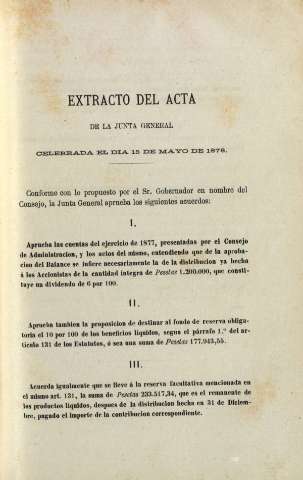 EXTRACTO DEL ACTA
DE LA JUNTA GENERAL
CELEBRADA EL DIA 15 DE MAYO DE 1878.
Conforme con lo propuesto por el Sr. Gobernador en nombre del
Consejo, la Junta General aprueba los siguientes acuerdos:
I.
Aprueba las cuentas del ejercicio de 1877, presentadas por el Consejo
de Administracion, y los actos del mismo, entendiendo que de la aproba-
cion del Balance se infiere necesariamente la de la distribucion ya hecha
á los Accionistas de la cantidad íntegra de Pesetas 1.200.000, que consti-
tuye un dividendo de 6 por 100.
II.
Aprueba tambien la proposicion de destinar al fondo de reserva obliga-
toria el 10 por 100 de los beneficios líquidos, segun el párrafo 1.º del ar-
tículo 131 de los Estatutos, ó sea una suma de Pesetas 177.943,55.
III.
Acuerda igualmente que se lleve á la reserva facultativa mencionada en
el mismo art. 131, la suma de Pesetas 233.517,34, que es el remanente de
los productos líquidos, despues de la distribucion hecha en 31 de Diciem-
bre, pagado el importe de la contribucion correspondiente.